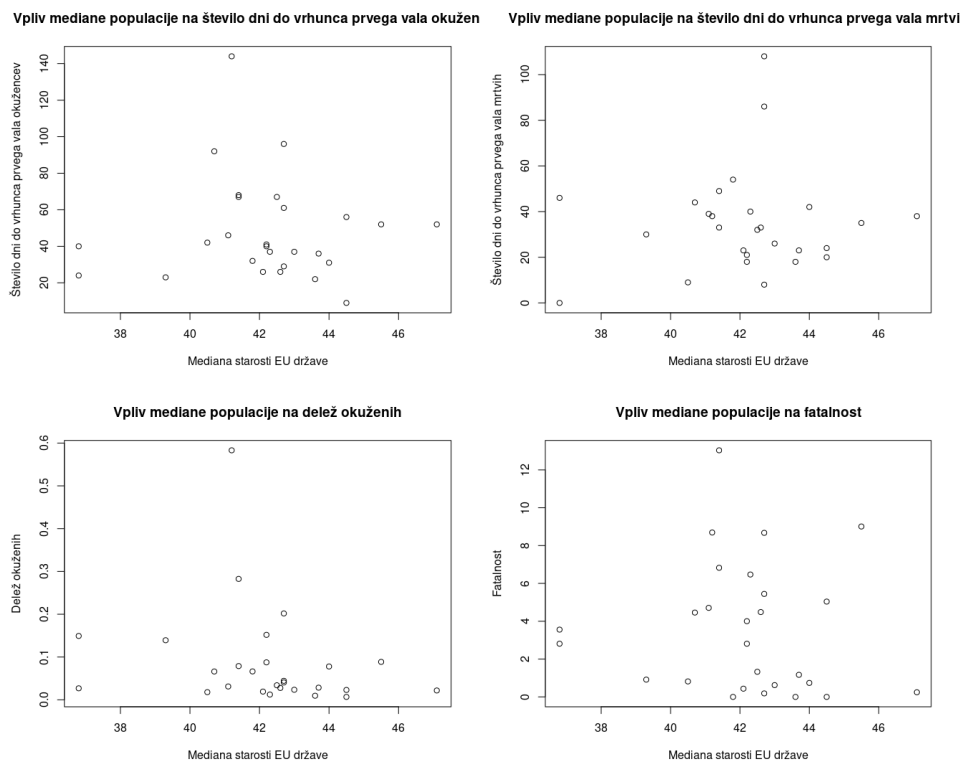 Vpliv mediane populacije na število dni do vrhunca prvega vala okužen
Število dni do vrhunca prvega vala okužencev
140
120
100
80
60
40
20
38 40 42 44 46
Mediana starosti EU države
Vpliv mediane populacije na število dni do vrhunca prvega vala mrtvi
Število dni do vrhunca prvega vala mrtvih
100
80
60
40
20
0
38 40 42 44 46
Mediana starosti EU države
Vpliv mediane populacije na delež okuženih
Delež okuženih
0.6
0.5
0.4
0.3
0.2
0.1
0.0
38 40 42 44 46
Mediana starosti EU države
Vpliv mediane populacije na fatalnost
Fatalnost
12
10
8
6
4
2
0
38 40 42 44 46
Mediana starosti EU države